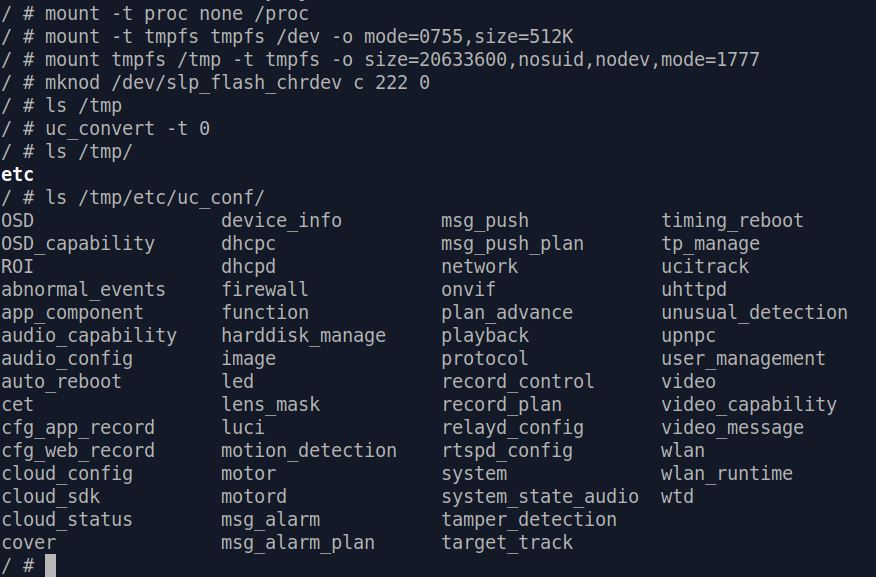 / # mount -t proc none /proc
/ # mount -t tmpfs tmpfs /dev -o mode=0755,size=512K
/ # mount tmpfs /tmp -t tmpfs -o size=20633600,nosuid,nodev,mode=1777
/ # mknod /dev/slp_flash_chrdev c 222 0
/ # ls /tmp
/ # uc_convert -t 0
/ # ls /tmp/
etc
/ # ls /tmp/etc/uc_conf/
OSD device_info msg_push timing_reboot
OSD_capability dhcpc msg_push_plan tp_manage
ROI dhcpd network ucitrack
abnormal_events firewall onvif uhttpd
app_component function plan_advance unusual_detection
audio_capability harddisk_manage playback upnpc
audio_config image protocol user_management
auto_reboot led record_control video
cet lens_mask record_plan video_capability
cfg_app_record luci relayd_config video_message
cfg_web_record motion_detection rtspd_config wlan
cloud_config motor system wlan_runtime
cloud_sdk motord system_state_audio wtd
cloud_status msg_alarm tamper_detection
cover msg_alarm_plan target_track
/ #